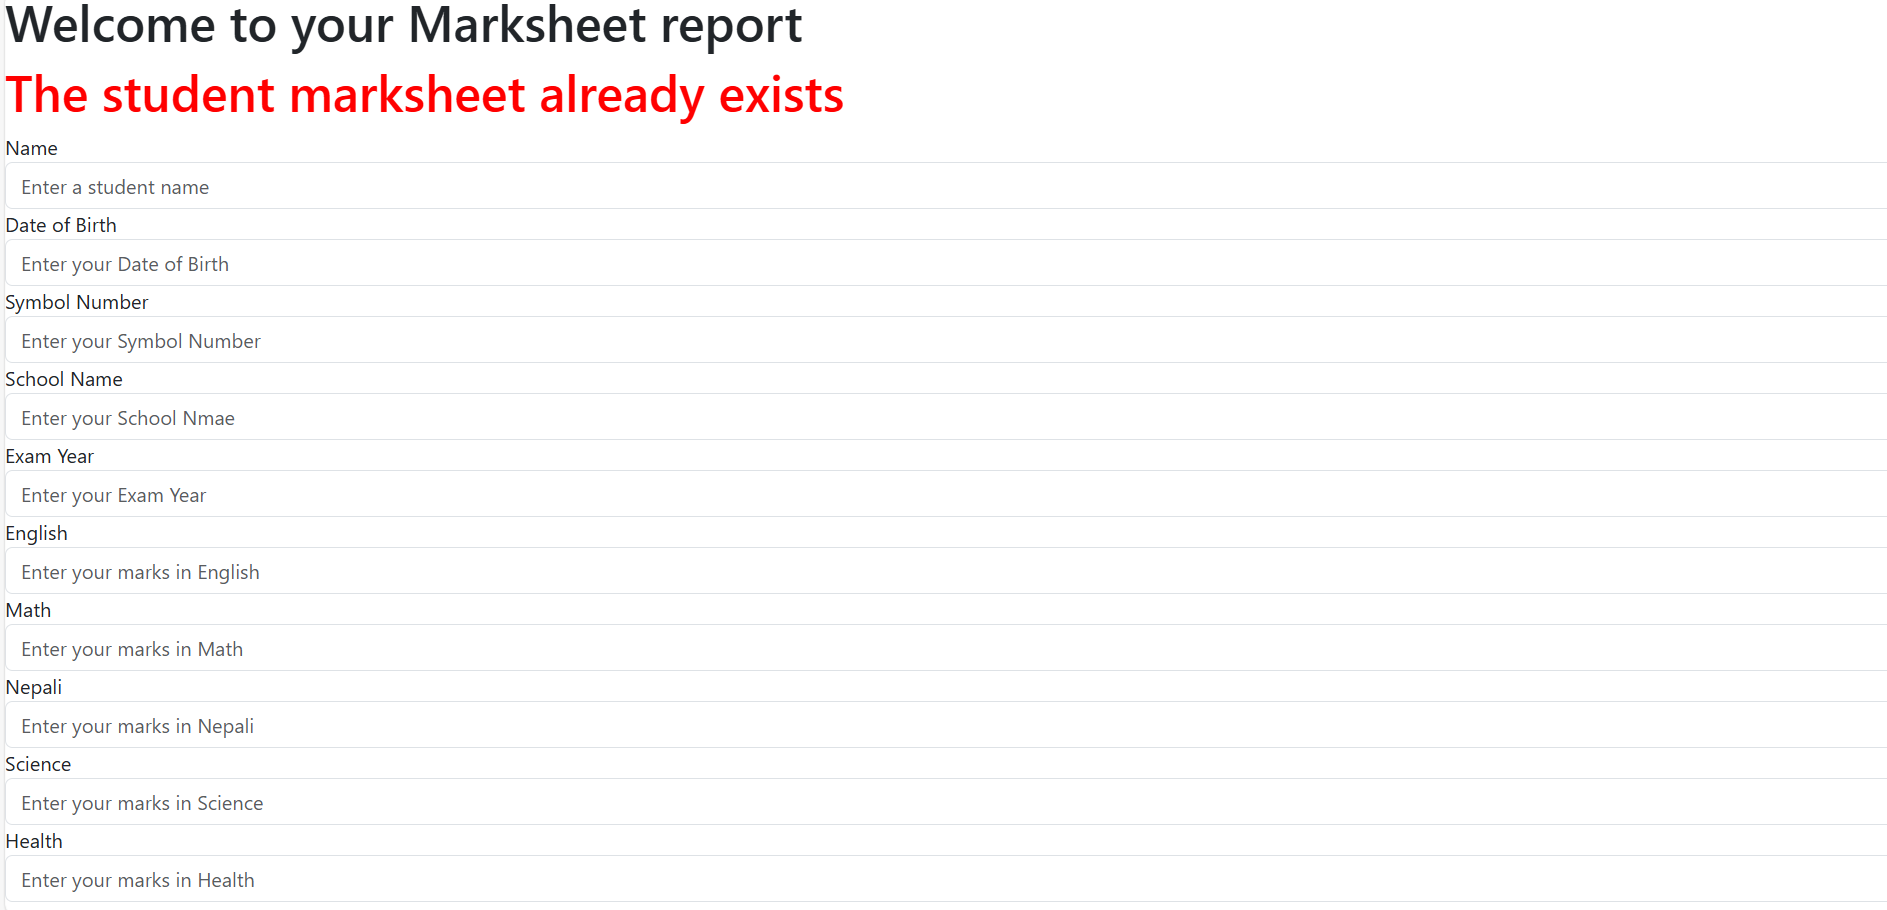 Welcome to your Marksheet report
The student marksheet already exists
Name
Enter a student name
Date of Birth
Enter your Date of Birth
Symbol Number
Enter your Symbol Number
School Name
Enter your School Nmae
Exam Year
Enter your Exam Year
English
Enter your marks in English
Math
Enter your marks in Math
Nepali
Enter your marks in Nepali
Science
Enter your marks in Science
Health
Enter your marks in Health